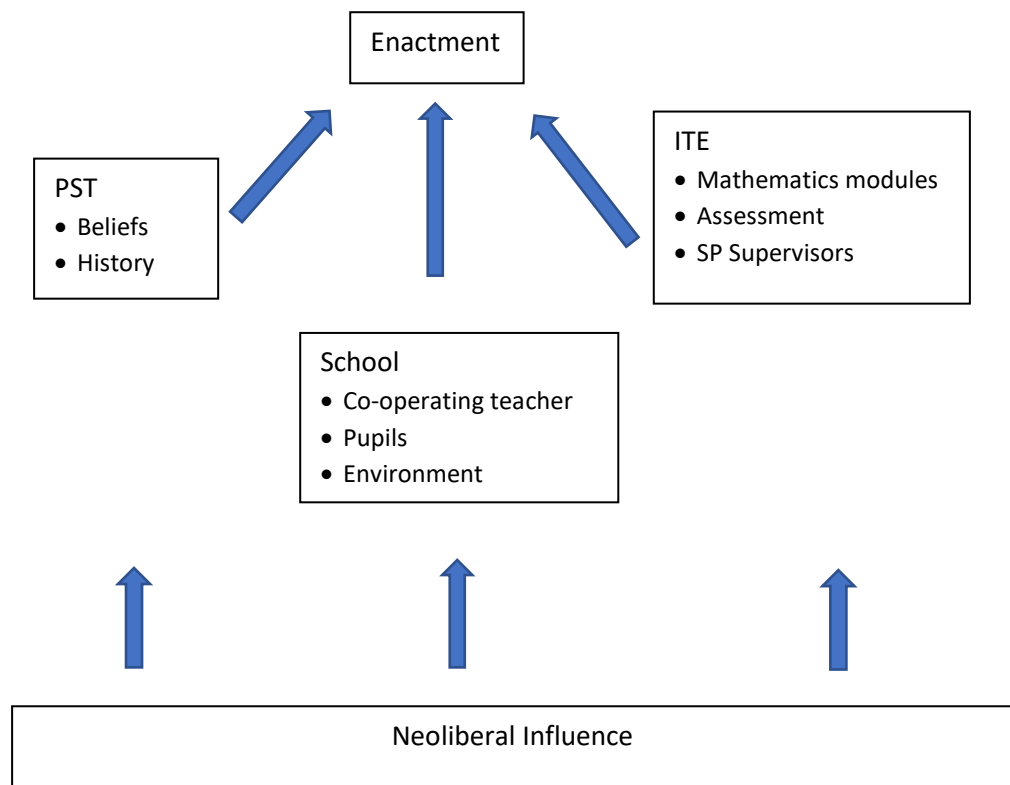 Enactment
PST
• Beliefs
• History
ITE
• Mathematics modules
• Assessment
• SP Supervisors
School
• Co-operating teacher
• Pupils
• Environment
Neoliberal Influence